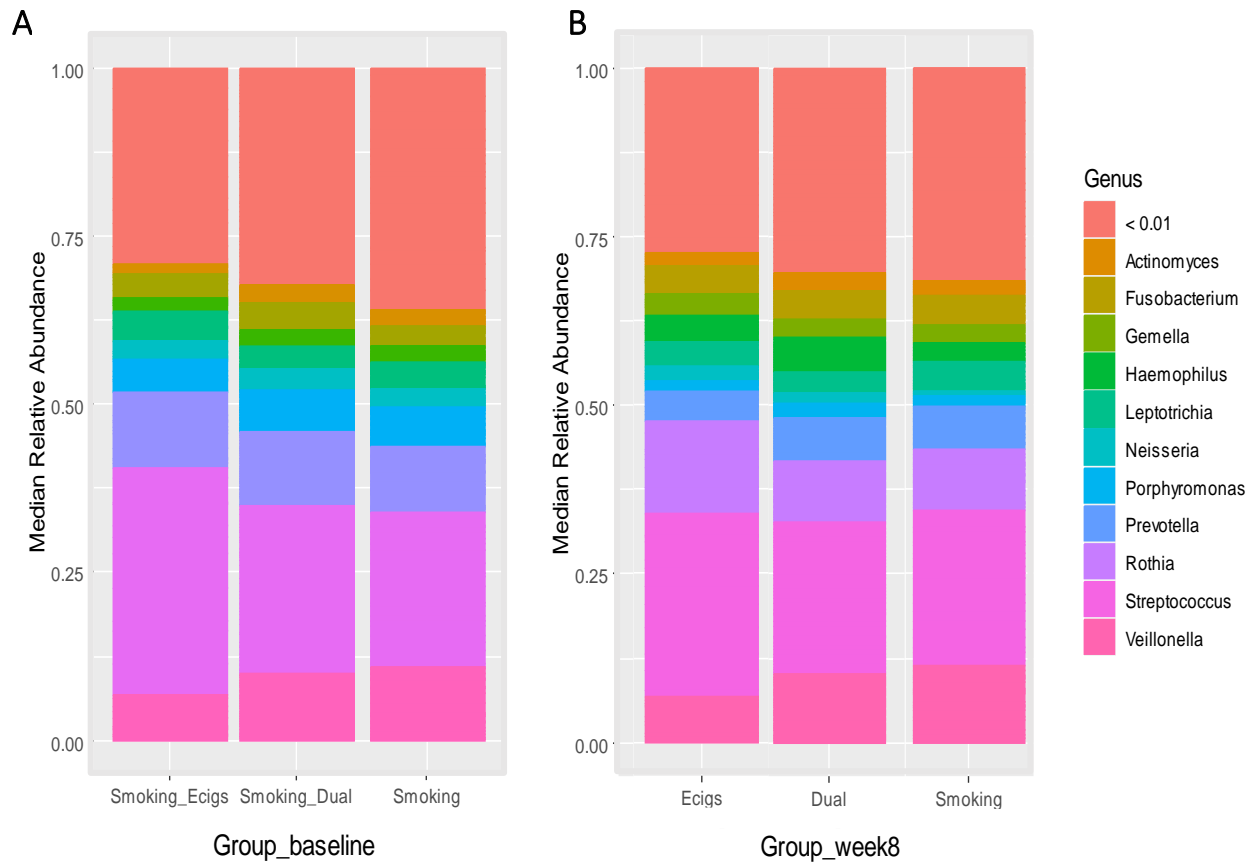 A
Median Relative Abundance
1.00
0.75
0.50
0.25
0.00
Smoking_Ecigs Smoking_Dual Smoking
Group_baseline
B
Median Relative Abundance
1.00
0.75
0.50
0.25
0.00
Ecigs Dual Smoking
Group_week8
Genus
< 0.01
Actinomyces
Fusobacterium
Gemella
Haemophilus
Leptotrichia
Neisseria
Porphyromonas
Prevotella
Rothia
Streptococcus
Veillonella